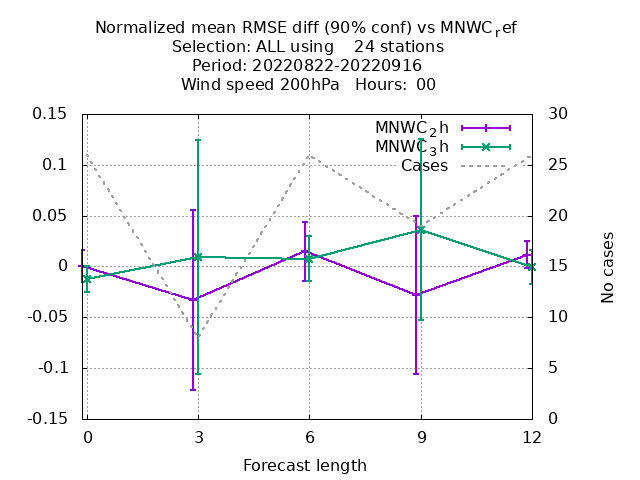 Normalized mean RMSE diff (90% conf) vs MNWC_ref
Selection: ALL using    24 stations
Period: 20220822-20220916
Wind speed 200hPa   Hours: 00
MNWC_2h
MNWC_3h
Cases
0.15
0.1
0.05
0
-0.05
-0.1
-0.15
30
25
20
15
10
5
0
No cases
0 3 6 9 12
Forecast length